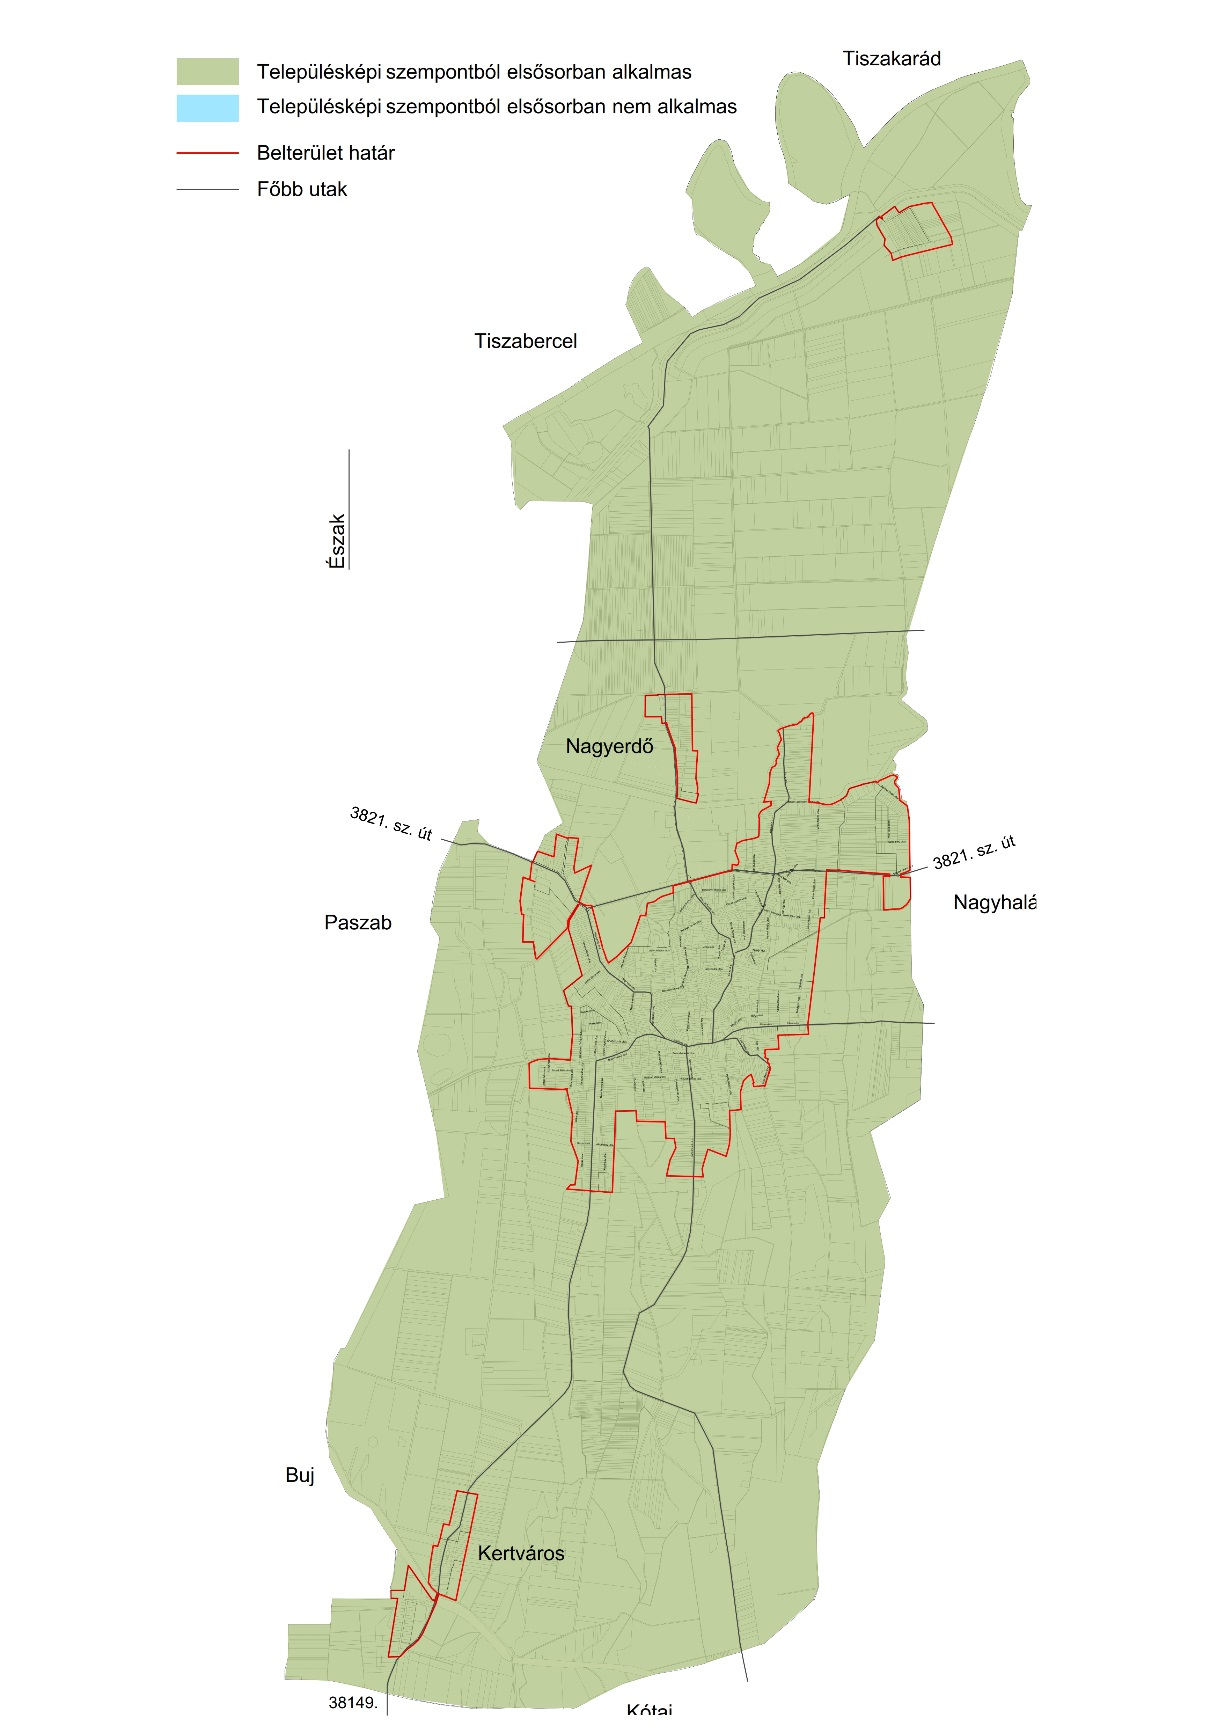 Tiszakarád
Településképi szempontból elsősorban alkalmas
Településképi szempontból elsősorban nem alkalmas
Belterület határ
Főbb utak
Tiszabercel
Észak
Nagyerdő
3821. sz. út
3821. sz. út
Nagyhalá
Paszab
Buj
Kertváros
38149.
Kótaj